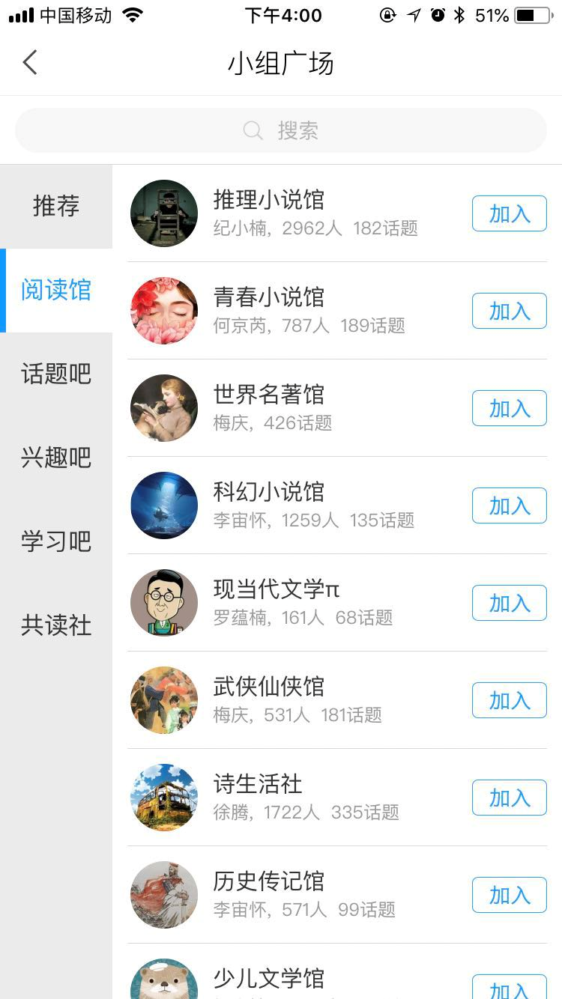 中国移动 下午4:00 51%
小组广场
搜索
推荐
阅读馆
话题吧
兴趣吧
学习吧
共读社
推理小说馆
纪小楠, 2962人 182话题
加入
青春小说馆
何京芮, 787人 189话题
加入
世界名著馆
梅庆, 426话题
加入
科幻小说馆
李宙怀, 1259人 135话题
加入
现当代文学π
罗蕴楠, 161人 68话题
加入
武侠仙侠馆
梅庆, 531人 181话题
加入
诗生活社
徐腾, 1722人 335话题
加入
历史传记馆
李宙怀, 571人 99话题
加入
少儿文学馆
加入